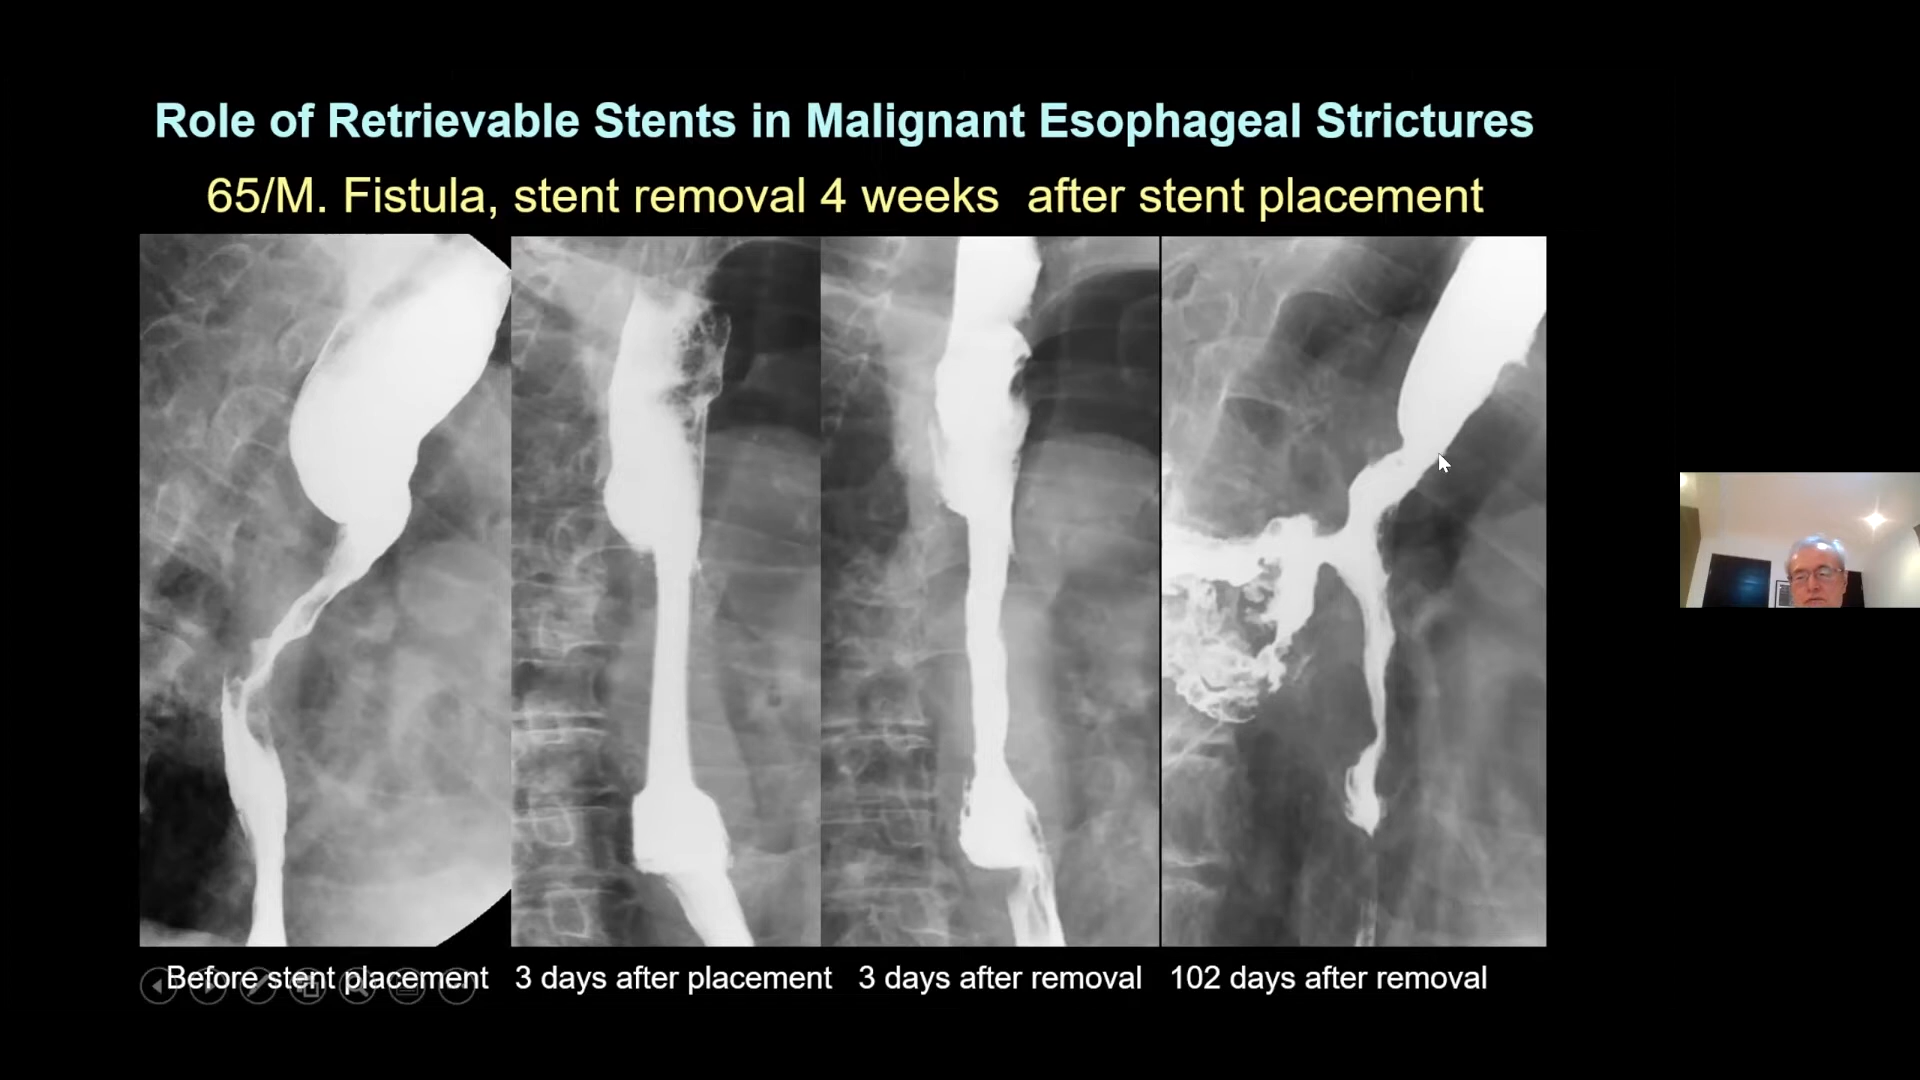 Role of Retrievable Stents in Malignant Esophageal Strictures
65/M. Fistula, stent removal 4 weeks after stent placement
Before stent placement
3 days after placement
3 days after removal
102 days after removal